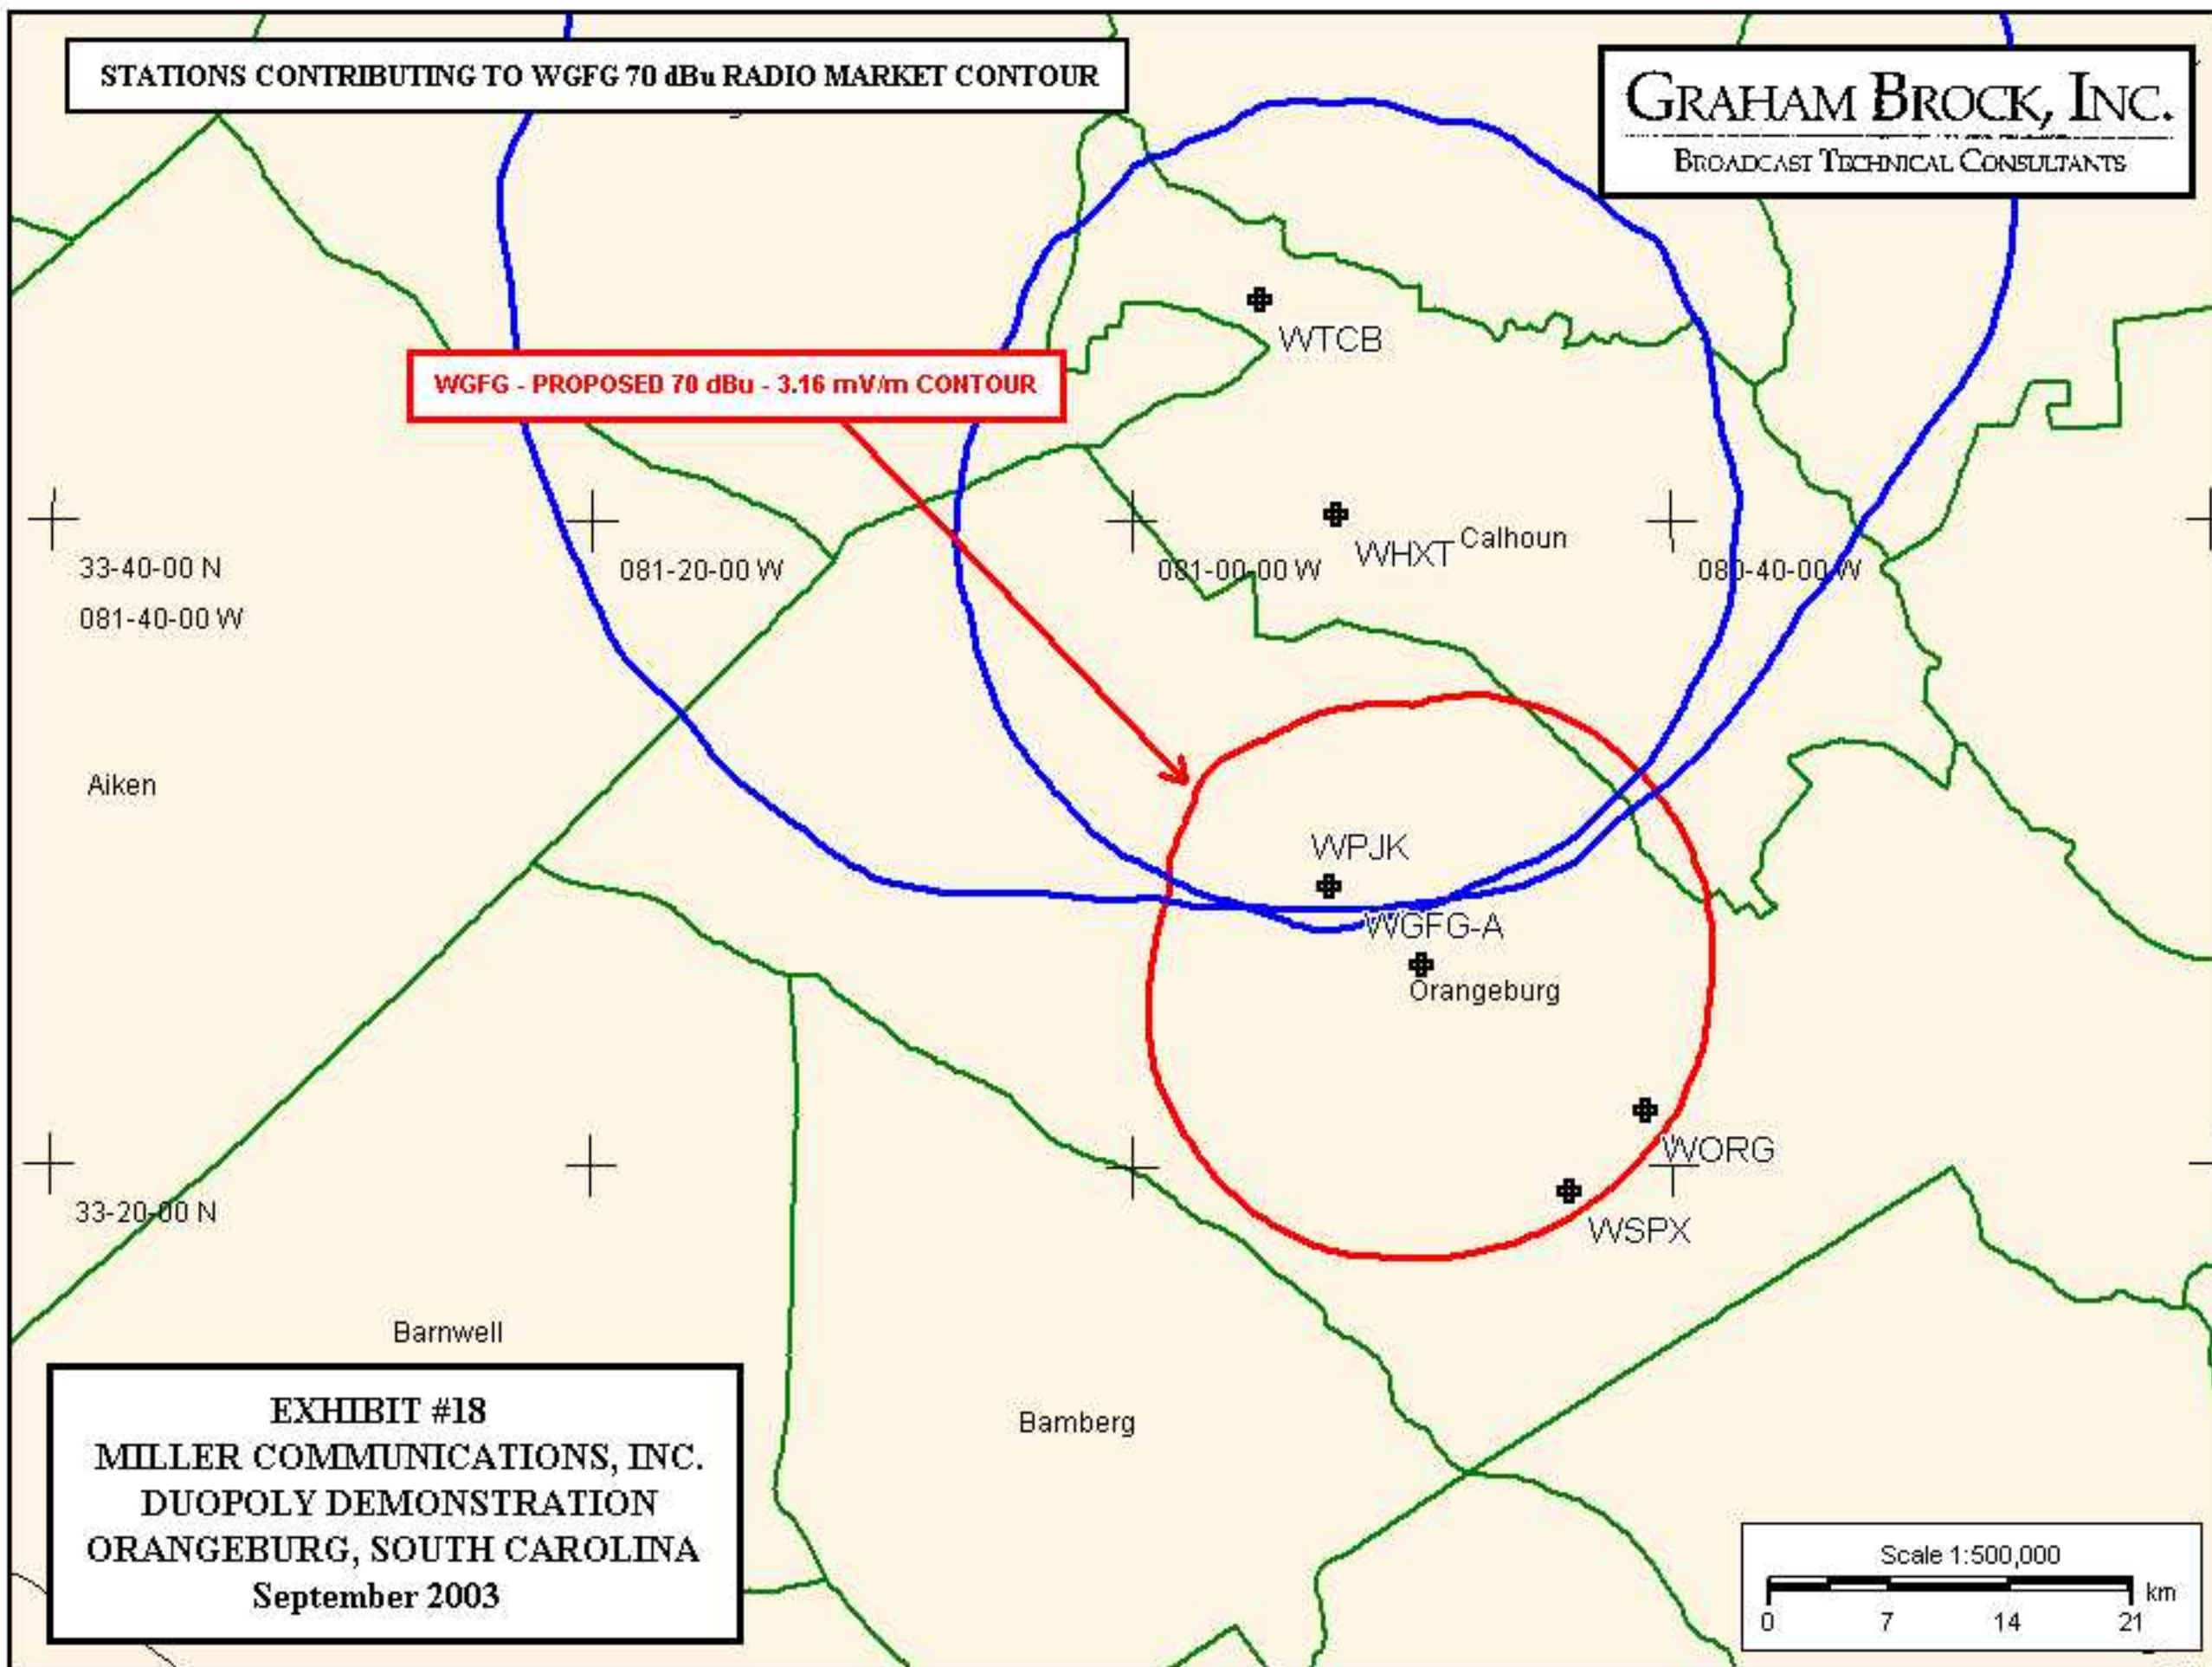 STATIONS CONTRIBUTING TO WGFG 70 dBu RADIO MARKET CONTOUR
GRAHAM BROCK, INC.
BROADCAST TECHNICAL CONSULTANTS
WTCB
WGFG - PROPOSED 70 dBu - 3.16 mV/m CONTOUR
WHXT
Calhoun
33-40-00 N
081-40-00 W
081-20-00 W
081-00-00 W
080-40-00 W
Aiken
WPJK
WGFG-A
Orangeburg
WORG
33-20-00 N
WSPX
Barnwell
Bamberg
EXHIBIT #18
MILLER COMMUNICATIONS, INC.
DUOPOLY DEMONSTRATION
ORANGEBURG, SOUTH CAROLINA
September 2003
Scale 1:500,000
km
0 7 14 21